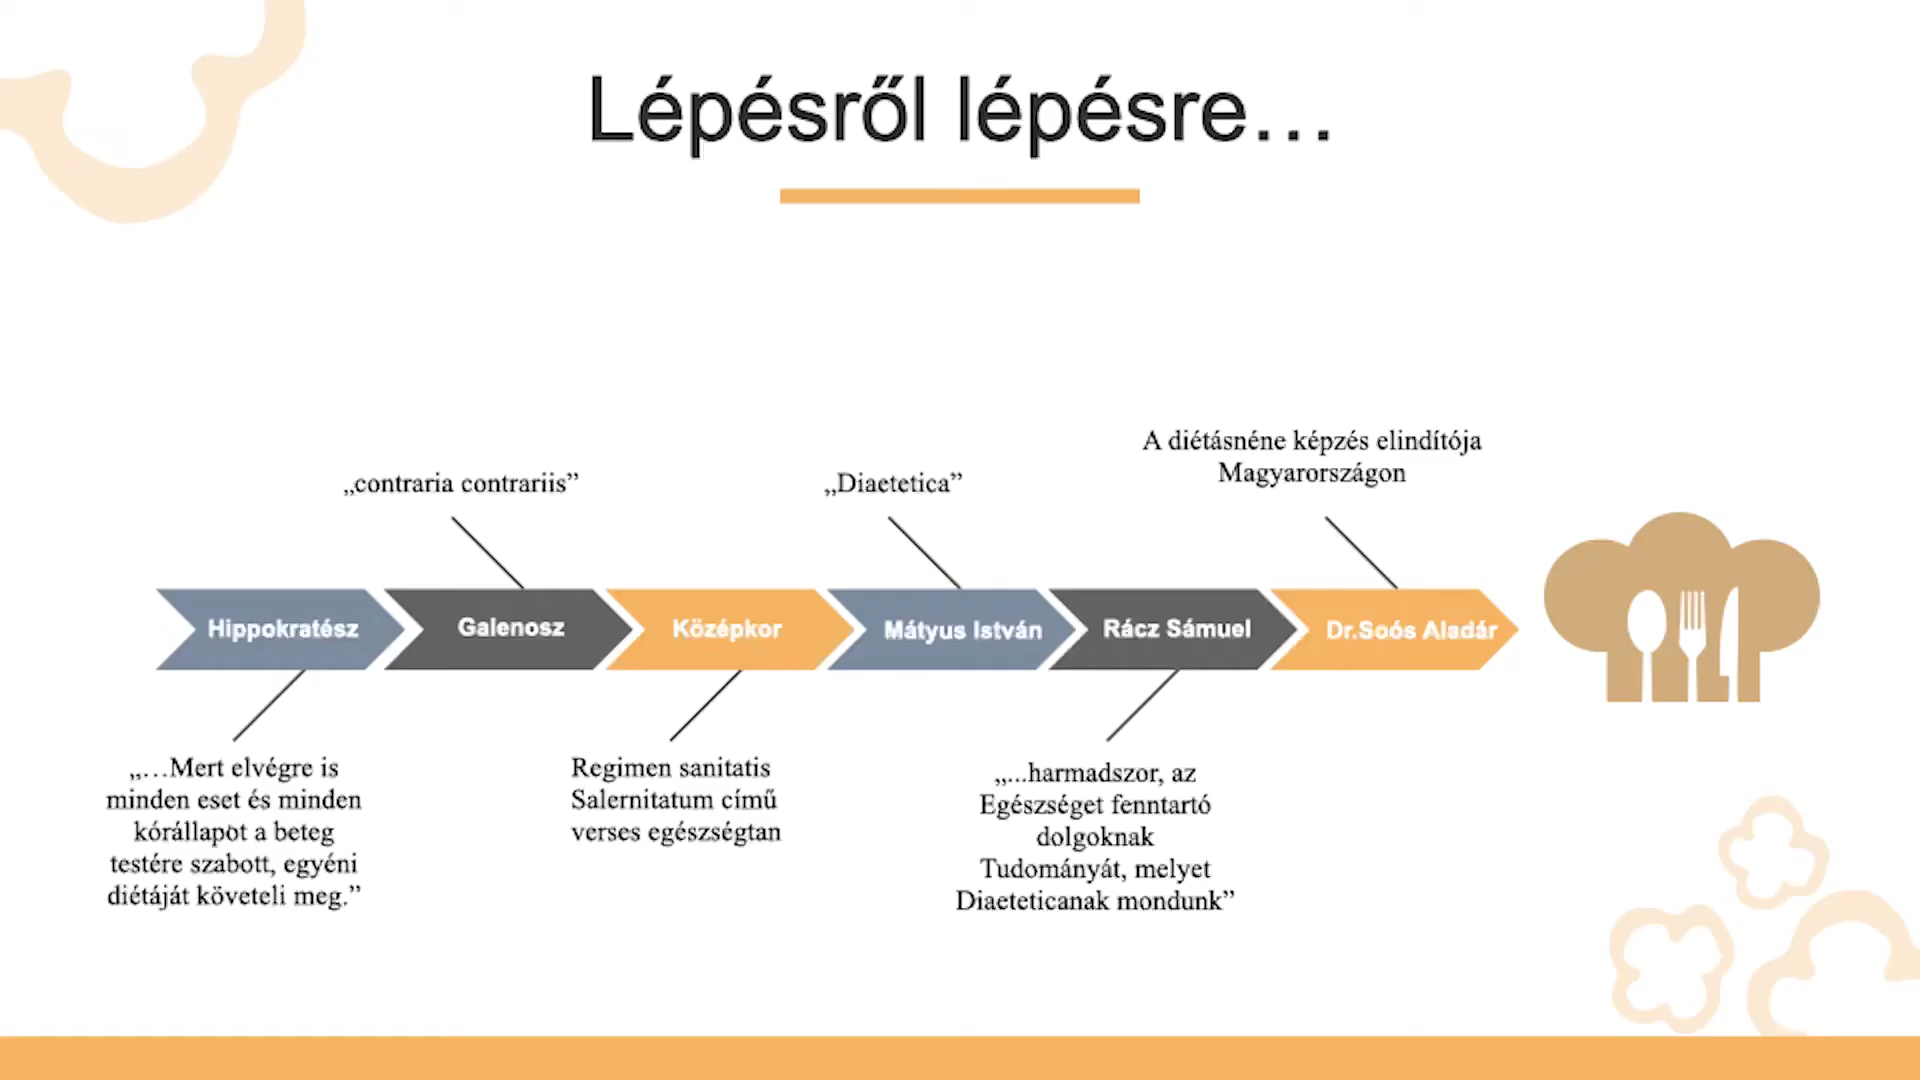 Lépésről lépésre…
A diétásnéne képzés elindítója
Magyarországon
„contraria contrariis”
„Diaetetica”
Hippokratész
Galenosz
Középkor
Mátyus István
Rácz Sámuel
Dr.Soós Aladár
„…Mert elvégre is
minden eset és minden
kórállapot a beteg
testére szabott, egyéni
diétáját követeli meg.”
Regimen sanitatis
Salernitatum című
verses egészségtan
„...harmadszor, az
Egészséget fenntartó
dolgoknak
Tudományát, melyet
Diaeteticanak mondunk”